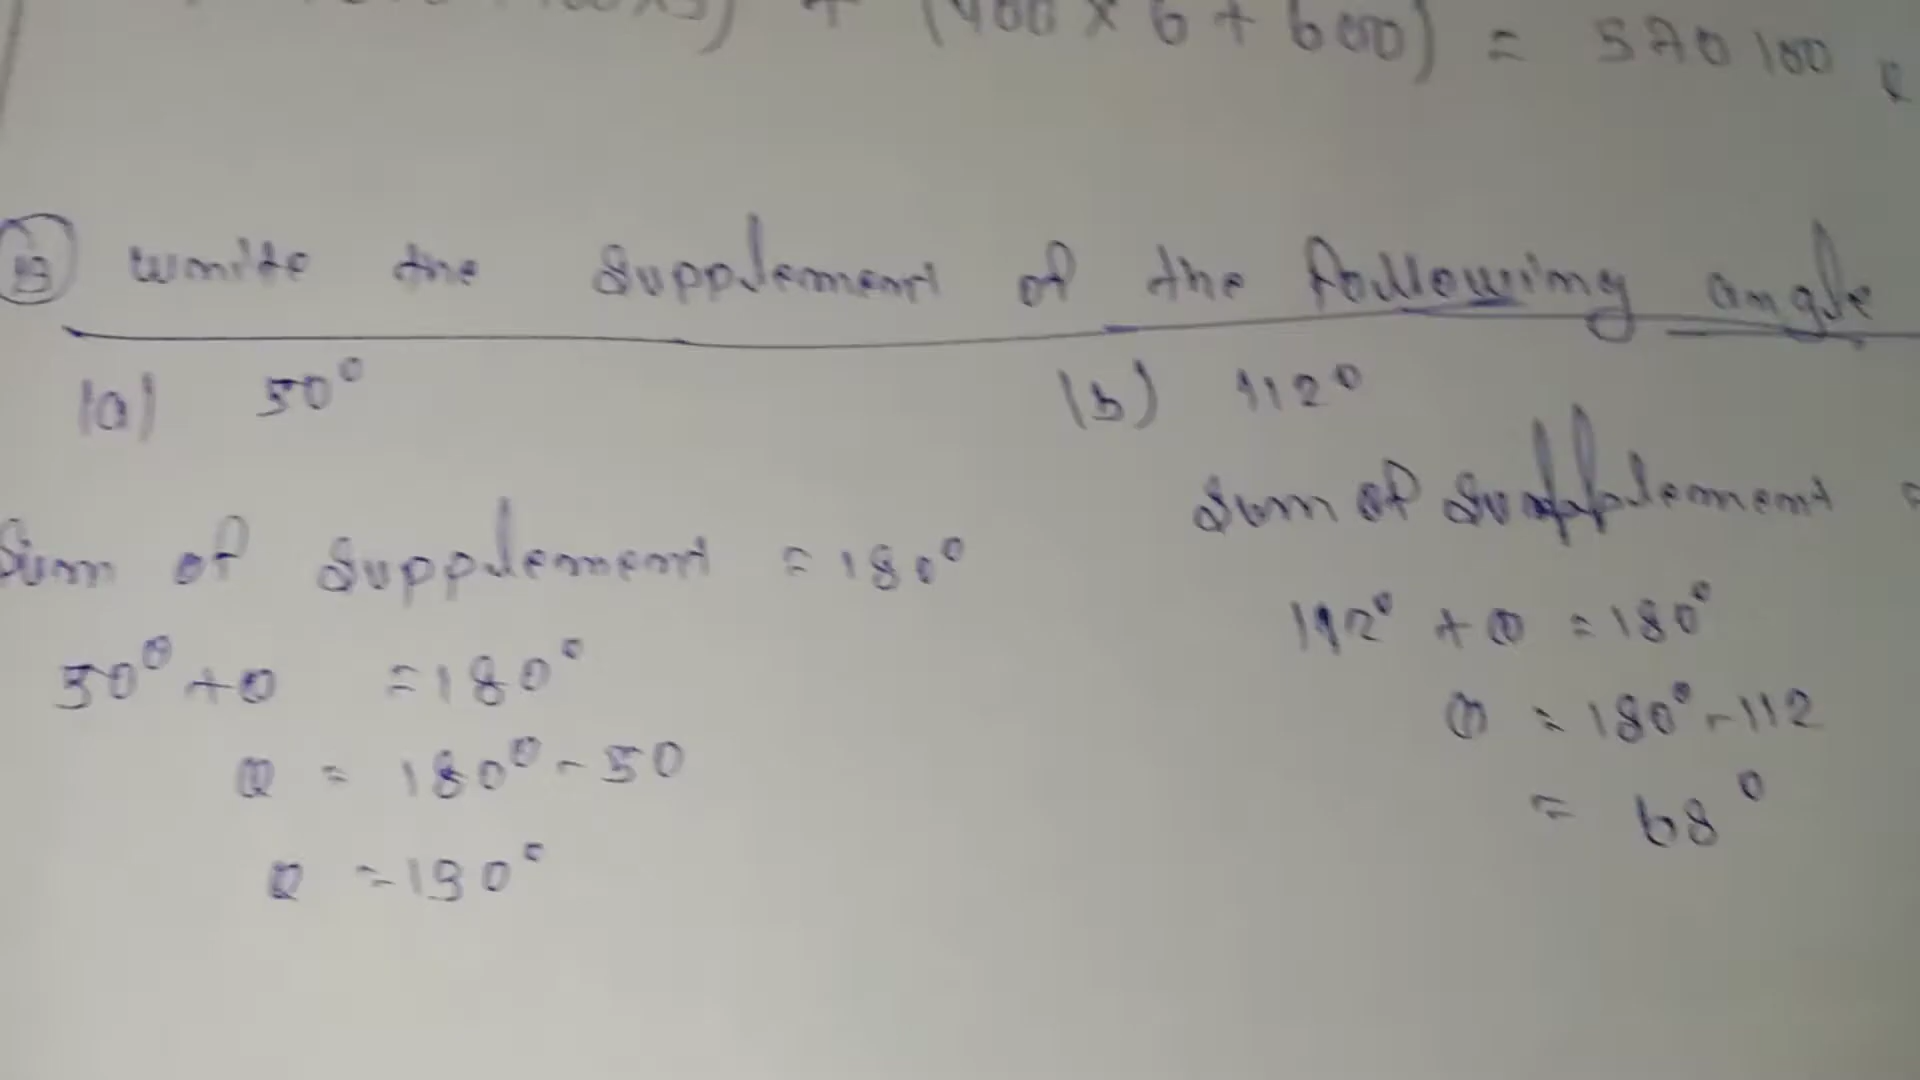 + (400 × 6 + 600) = 570100
13 Write the Supplement of the following angle
(a) 50° (b) 112°
Sum of Supplement = 180°
50° + θ = 180°
θ = 180° - 50
θ = 130°
Sum of Supplement =
112° + θ = 180°
θ = 180° - 112
= 68°